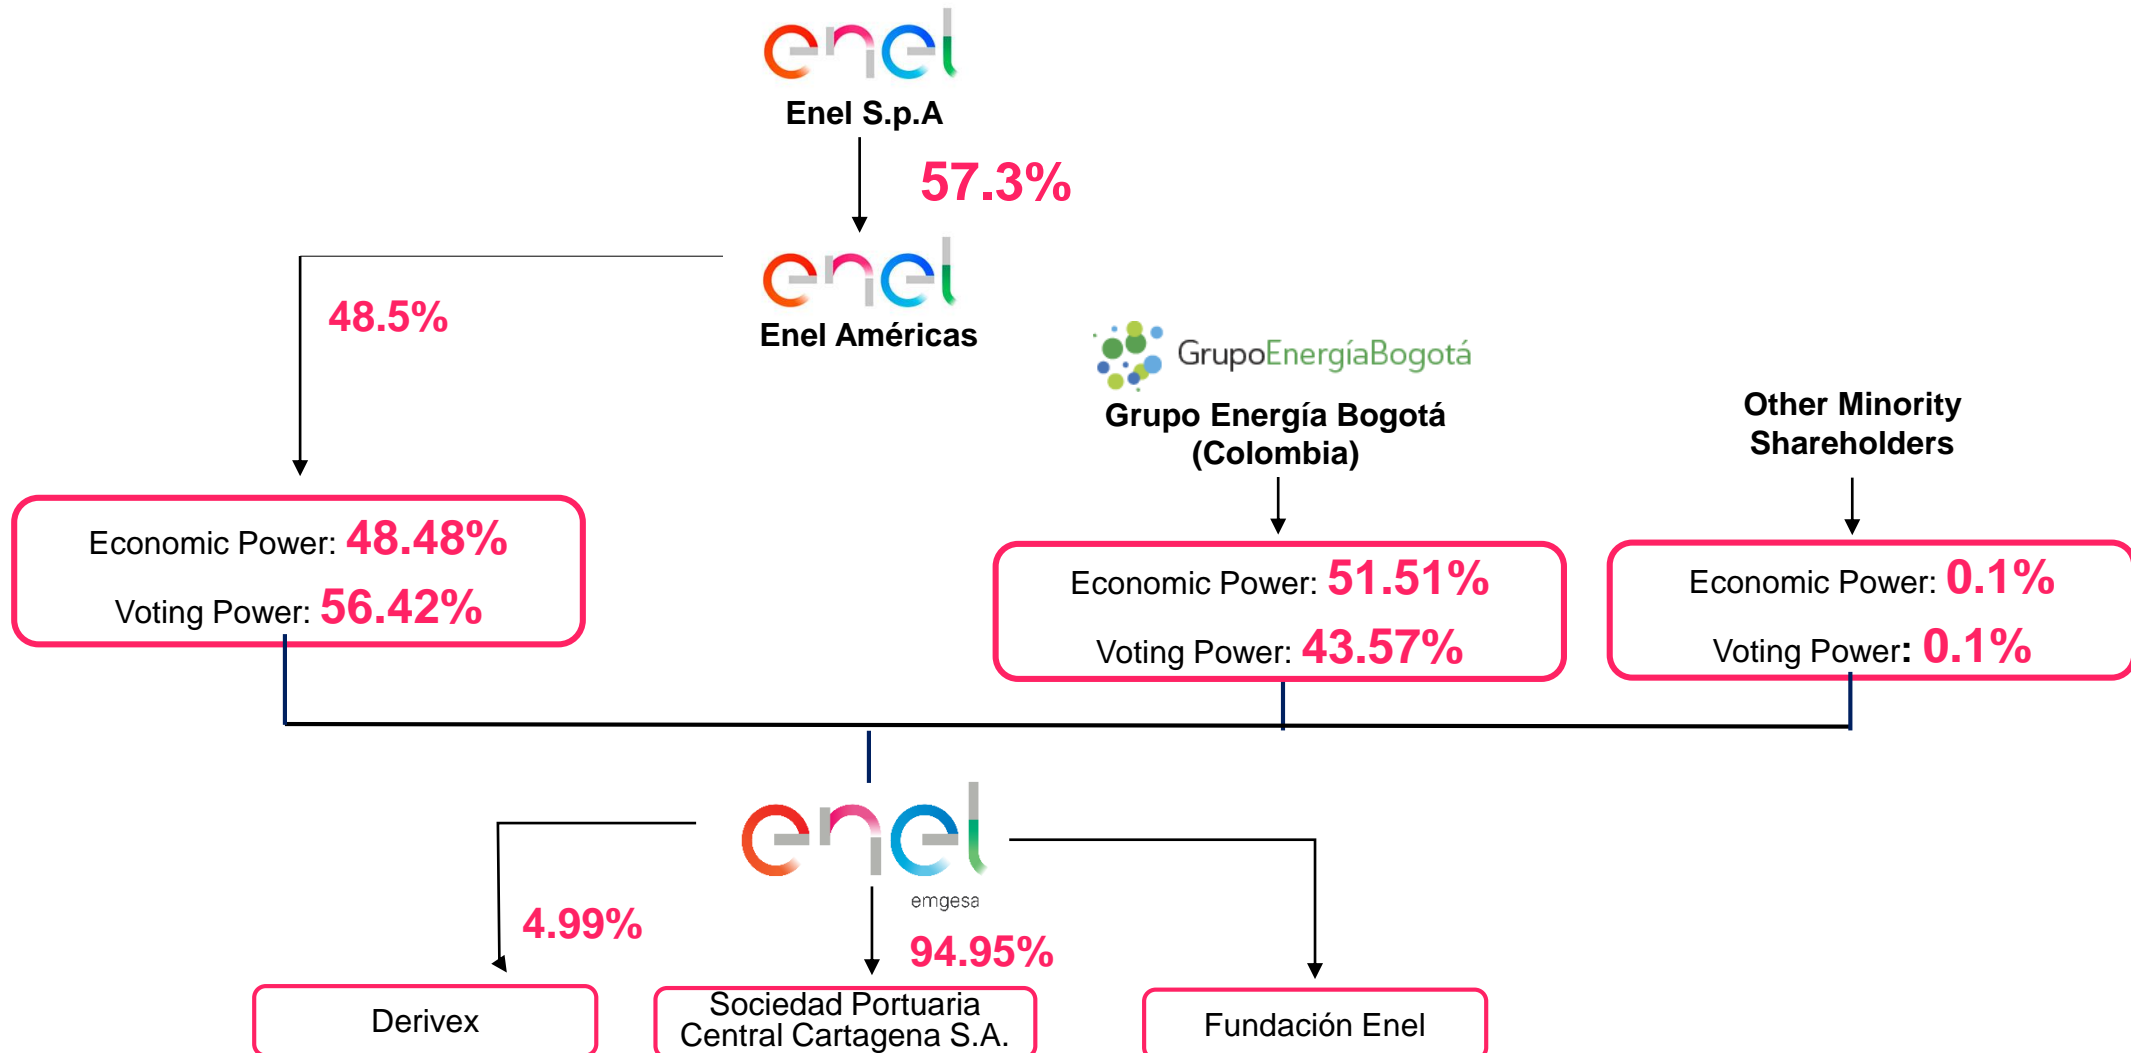 enel
Enel S.p.A
57.3%
enel
Enel Américas
48.5%
GrupoEnergíaBogotá
Grupo Energía Bogotá
(Colombia)
Other Minority
Shareholders
Economic Power: 48.48%
Voting Power: 56.42%
Economic Power: 51.51%
Voting Power: 43.57%
Economic Power: 0.1%
Voting Power: 0.1%
enel
emgesa
4.99%
94.95%
Derivex
Sociedad Portuaria
Central Cartagena S.A.
Fundación Enel